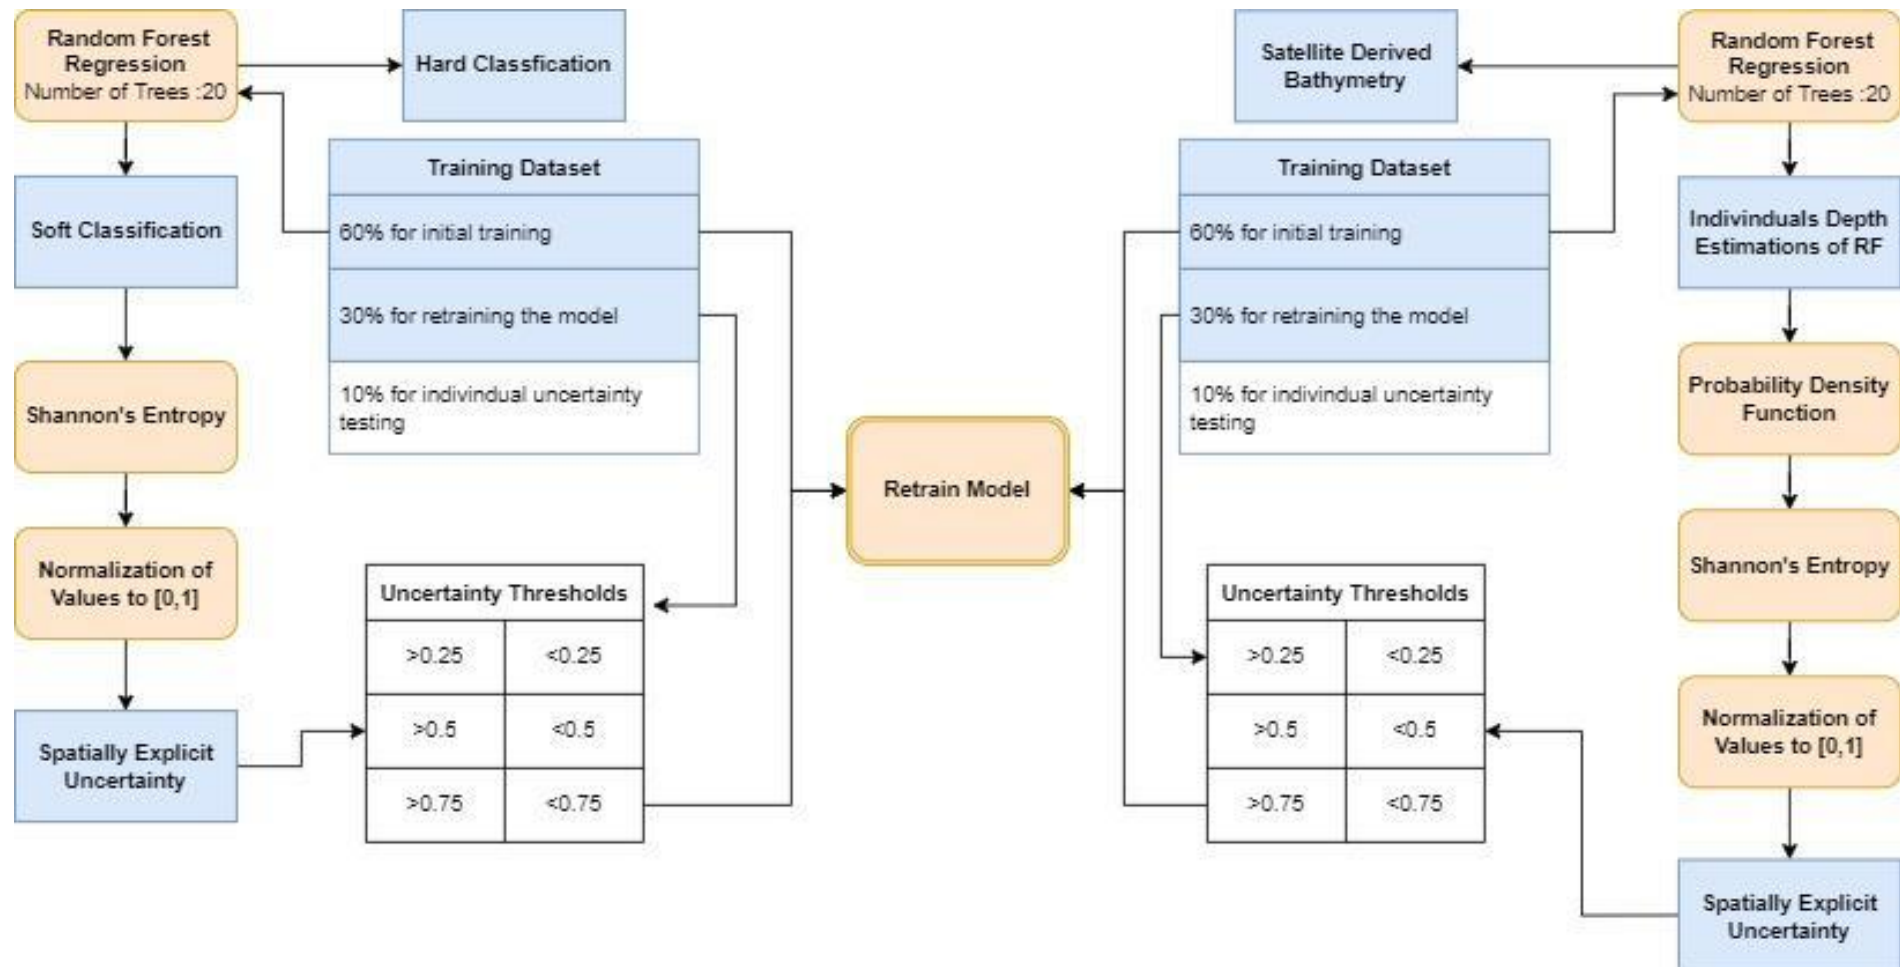 Random Forest
Regression
Number of Trees :20
Hard Classfication
Training Dataset
60% for initial training
30% for retraining the model
10% for indivindual uncertainty
testing
Soft Classification
Shannon's Entropy
Normalization of
Values to [0,1]
Spatially Explicit
Uncertainty
Uncertainty Thresholds
>0.25 <0.25
>0.5 <0.5
>0.75 <0.75
Retrain Model
Satellite Derived
Bathymetry
Random Forest
Regression
Number of Trees :20
Training Dataset
60% for initial training
30% for retraining the model
10% for indivindual uncertainty
testing
Indivinduals Depth
Estimations of RF
Probability Density
Function
Shannon's Entropy
Normalization of
Values to [0,1]
Spatially Explicit
Uncertainty
Uncertainty Thresholds
>0.25 <0.25
>0.5 <0.5
>0.75 <0.75